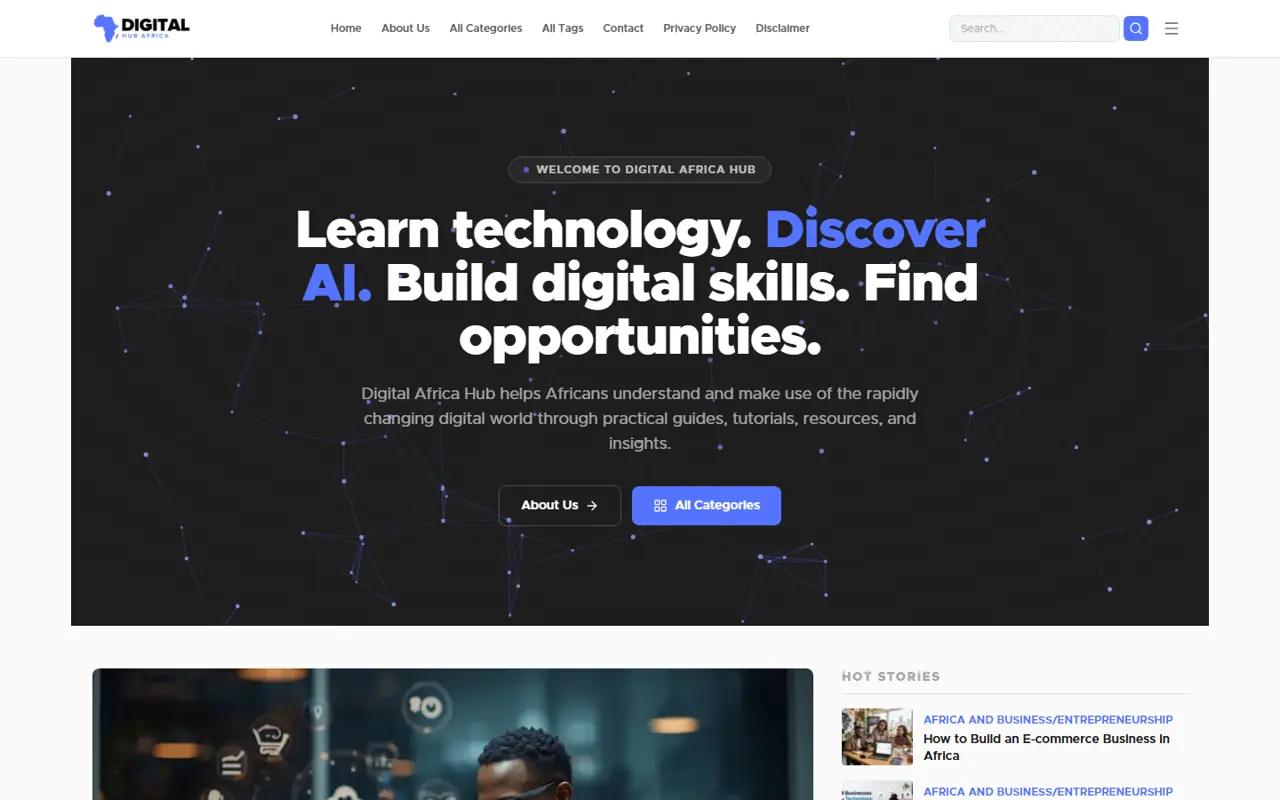 DIGITAL
HUB AFRICA
Home
About Us
All Categories
All Tags
Contact
Privacy Policy
Disclaimer
Search...
WELCOME TO DIGITAL AFRICA HUB
Learn technology. Discover
AI. Build digital skills. Find
opportunities.
Digital Africa Hub helps Africans understand and make use of the rapidly
changing digital world through practical guides, tutorials, resources, and
insights.
About Us
All Categories
HOT STORIES
AFRICA AND BUSINESS/ENTREPRENEURSHIP
How to Build an E-commerce Business in
Africa
AFRICA AND BUSINESS/ENTREPRENEURSHIP